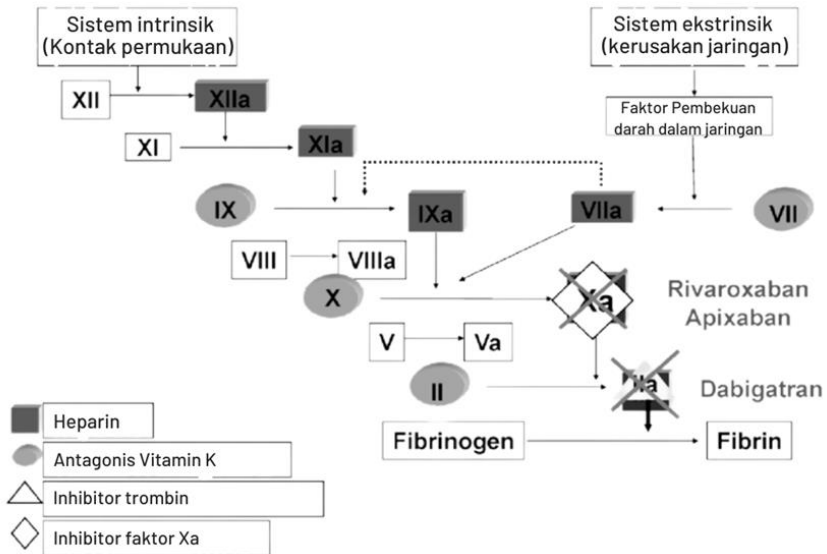 Sistem intrinsik
(Kontak permukaan)
Sistem ekstrinsik
(kerusakan jaringan)
XII
XIIa
Faktor Pembekuan
darah dalam jaringan
XI
XIa
IX
IXa
VIIa
VII
VIII
VIIIa
X
Xa
Rivaroxaban
Apixaban
V
Va
II
IIa
Dabigatran
Fibrinogen
Fibrin
Heparin
Antagonis Vitamin K
Inhibitor trombin
Inhibitor faktor Xa